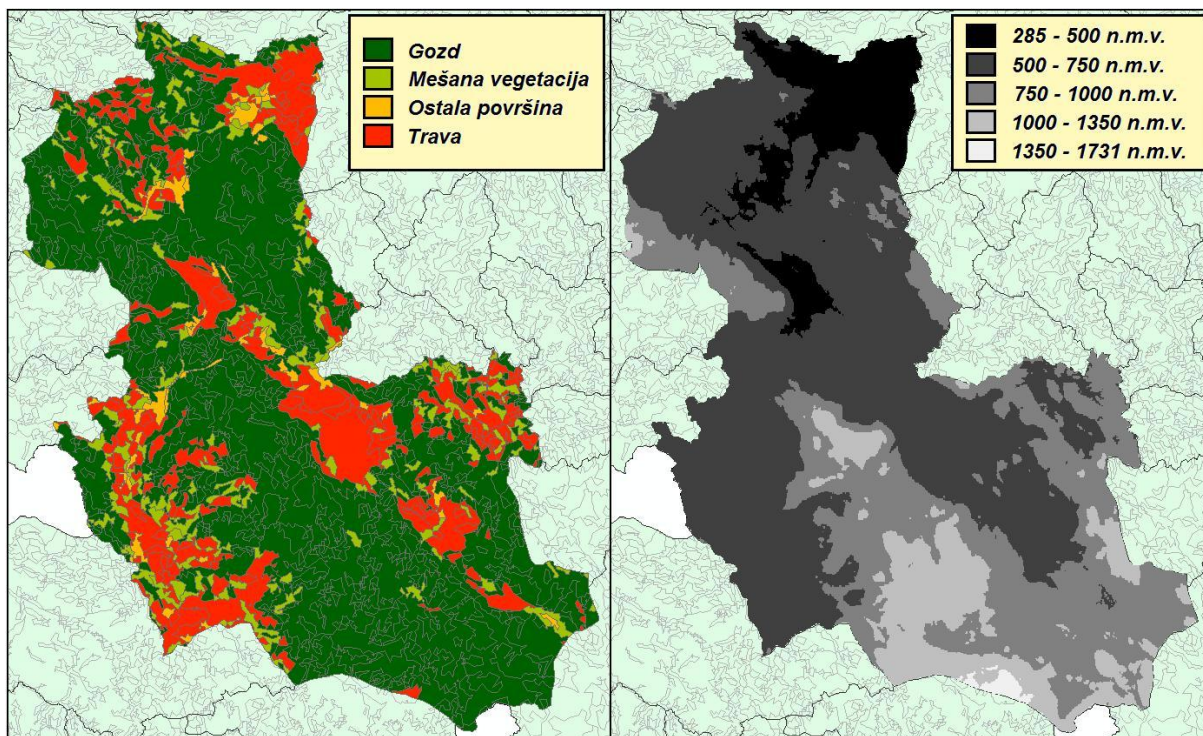 Gozd
Mešana vegetacija
Ostala površina
Trava
285 - 500 n.m.v.
500 - 750 n.m.v.
750 - 1000 n.m.v.
1000 - 1350 n.m.v.
1350 - 1731 n.m.v.